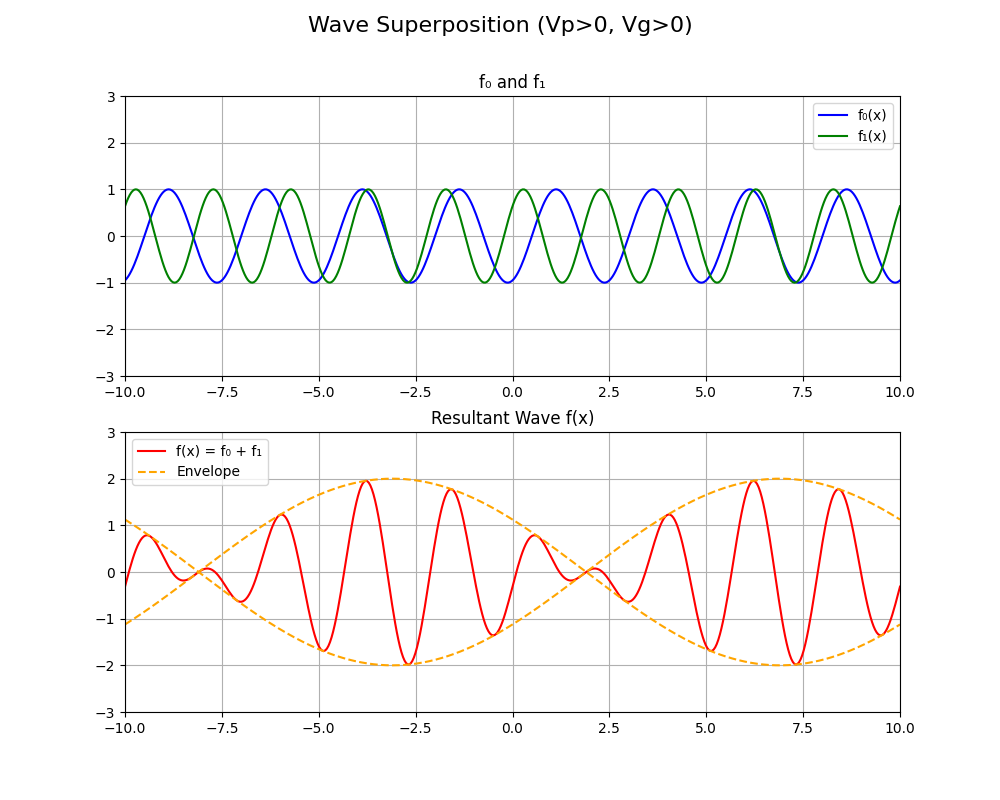 Wave Superposition (Vp>0, Vg>0)
f₀ and f₁
3
2
1
0
−1
−2
−3
f₀(x)
f₁(x)
−10.0 −7.5 −5.0 −2.5 0.0 2.5 5.0 7.5 10.0
Resultant Wave f(x)
3
2
1
0
−1
−2
−3
f(x) = f₀ + f₁
Envelope
−10.0 −7.5 −5.0 −2.5 0.0 2.5 5.0 7.5 10.0